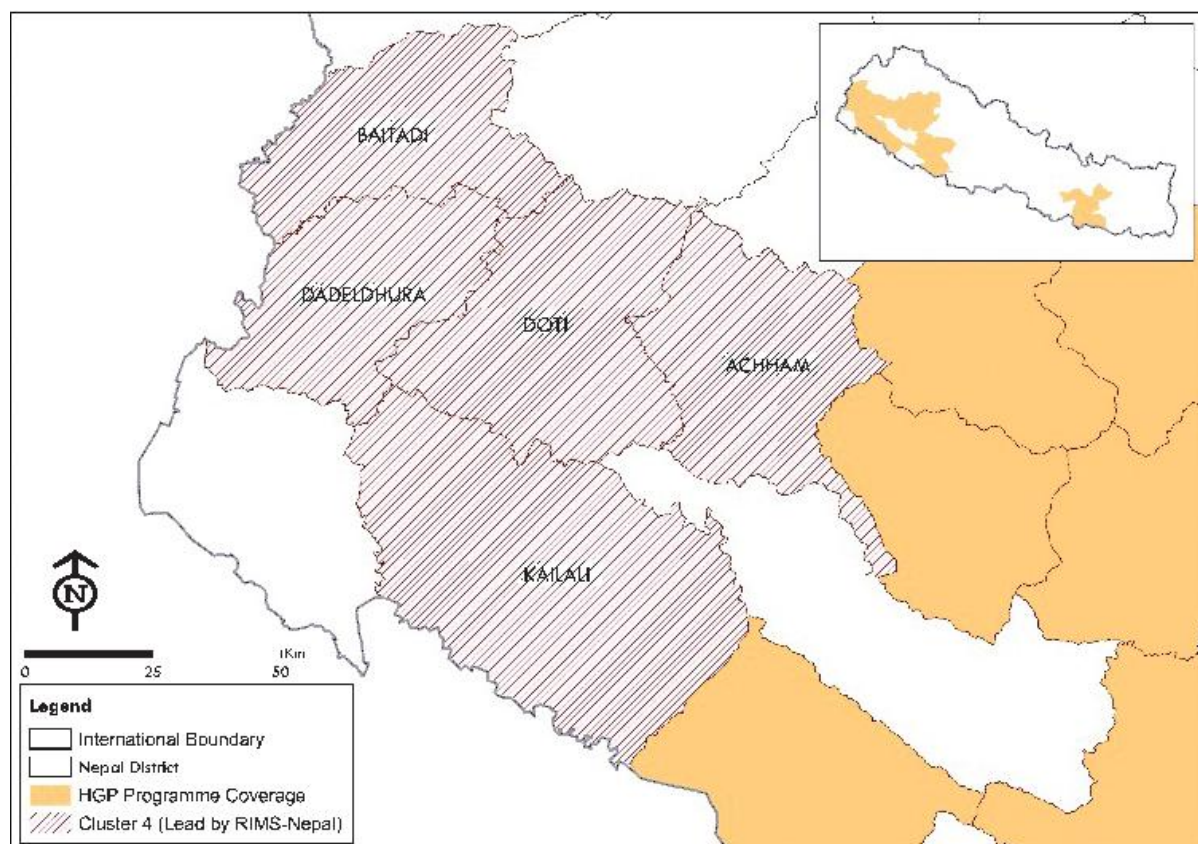 BAITADI
DADELDHURA
DOTI
ACHHAM
KAILALI
N
Km
0 25 50
Legend
International Boundary
Nepal District
HGP Programme Coverage
Cluster 4 (Lead by RIMS-Nepal)